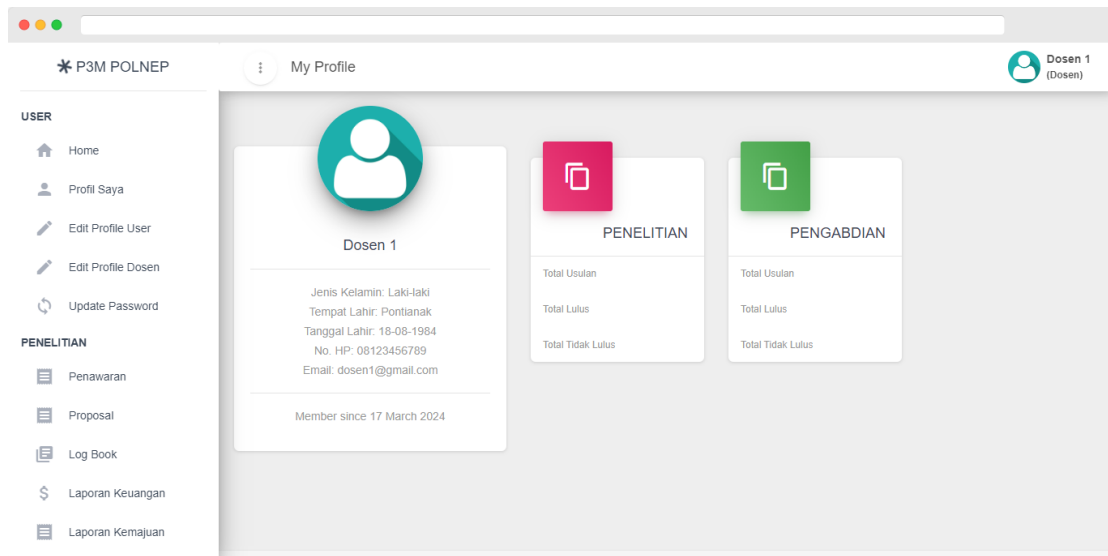 P3M POLNEP
My Profile
Dosen 1
(Dosen)
USER
Home
Profil Saya
Edit Profile User
Edit Profile Dosen
Update Password
PENELITIAN
Penawaran
Proposal
Log Book
Laporan Keuangan
Laporan Kemajuan
Dosen 1
Jenis Kelamin: Laki-laki
Tempat Lahir: Pontianak
Tanggal Lahir: 18-08-1984
No. HP: 08123456789
Email: dosen1@gmail.com
Member since 17 March 2024
PENELITIAN
Total Usulan
Total Lulus
Total Tidak Lulus
PENGABDIAN
Total Usulan
Total Lulus
Total Tidak Lulus